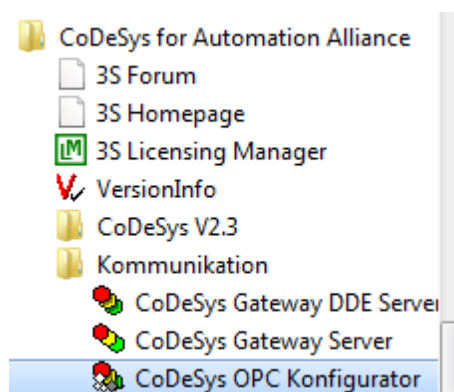 CoDeSys for Automation Alliance
3S Forum
3S Homepage
LM 3S Licensing Manager
VersionInfo
CoDeSys V2.3
Kommunikation
CoDeSys Gateway DDE Server
CoDeSys Gateway Server
CoDeSys OPC Konfigurator